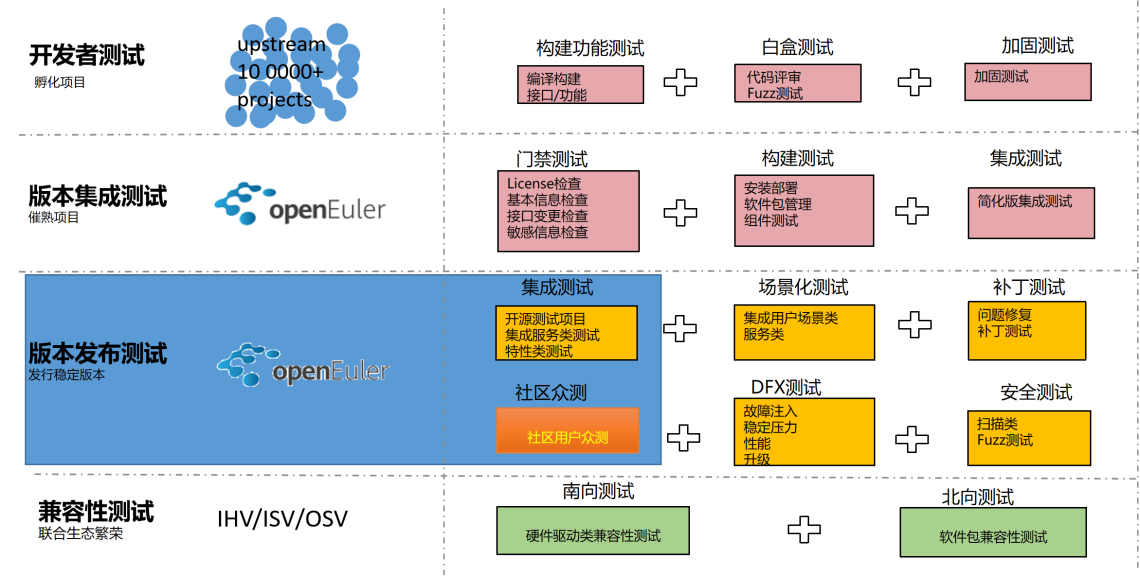 开发者测试
孵化项目
upstream
10 0000+
projects
构建功能测试
编译构建
接口/功能
白盒测试
代码评审
Fuzz测试
加固测试
加固测试
版本集成测试
催熟项目
openEuler
门禁测试
License检查
基本信息检查
接口变更检查
敏感信息检查
构建测试
安装部署
软件包管理
组件测试
集成测试
简化版集成测试
版本发布测试
发行稳定版本
openEuler
集成测试
开源测试项目
集成服务类测试
特性类测试
场景化测试
集成用户场景类
服务类
补丁测试
问题修复
补丁测试
社区众测
社区用户众测
DFX测试
故障注入
稳定压力
性能
升级
安全测试
扫描类
Fuzz测试
兼容性测试
联合生态繁荣
IHV/ISV/OSV
南向测试
硬件驱动类兼容性测试
北向测试
软件包兼容性测试